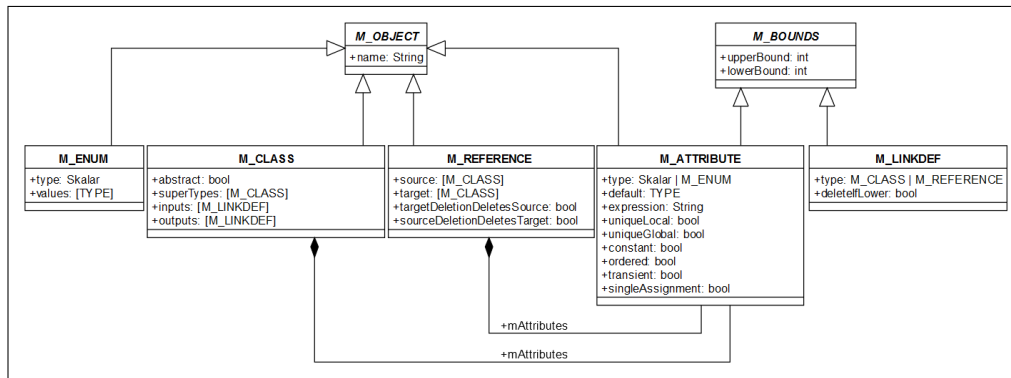 M_OBJECT
+name: String
M_BOUNDS
+upperBound: int
+lowerBound: int
M_ENUM
+type: Skalar
+values: [TYPE]
M_CLASS
+abstract: bool
+superTypes: [M_CLASS]
+inputs: [M_LINKDEF]
+outputs: [M_LINKDEF]
M_REFERENCE
+source: [M_CLASS]
+target: [M_CLASS]
+targetDeletionDeletesSource: bool
+sourceDeletionDeletesTarget: bool
M_ATTRIBUTE
+type: Skalar | M_ENUM
+default: TYPE
+expression: String
+uniqueLocal: bool
+uniqueGlobal: bool
+constant: bool
+ordered: bool
+transient: bool
+singleAssignment: bool
M_LINKDEF
+type: M_CLASS | M_REFERENCE
+deleteIfLower: bool
+mAttributes
+mAttributes